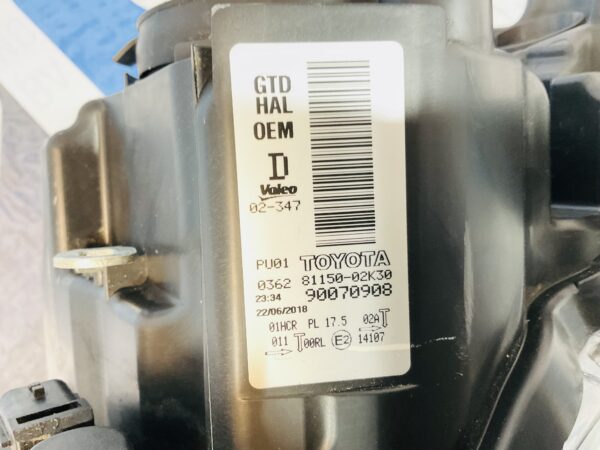 GTD
HAL
OEM
D
Valeo
02-347
PU01 TOYOTA
0362 81150-02K30
23:34 90070908
22/06/2018
01HCR PL 17.5 02A
011 00RL E2 14107